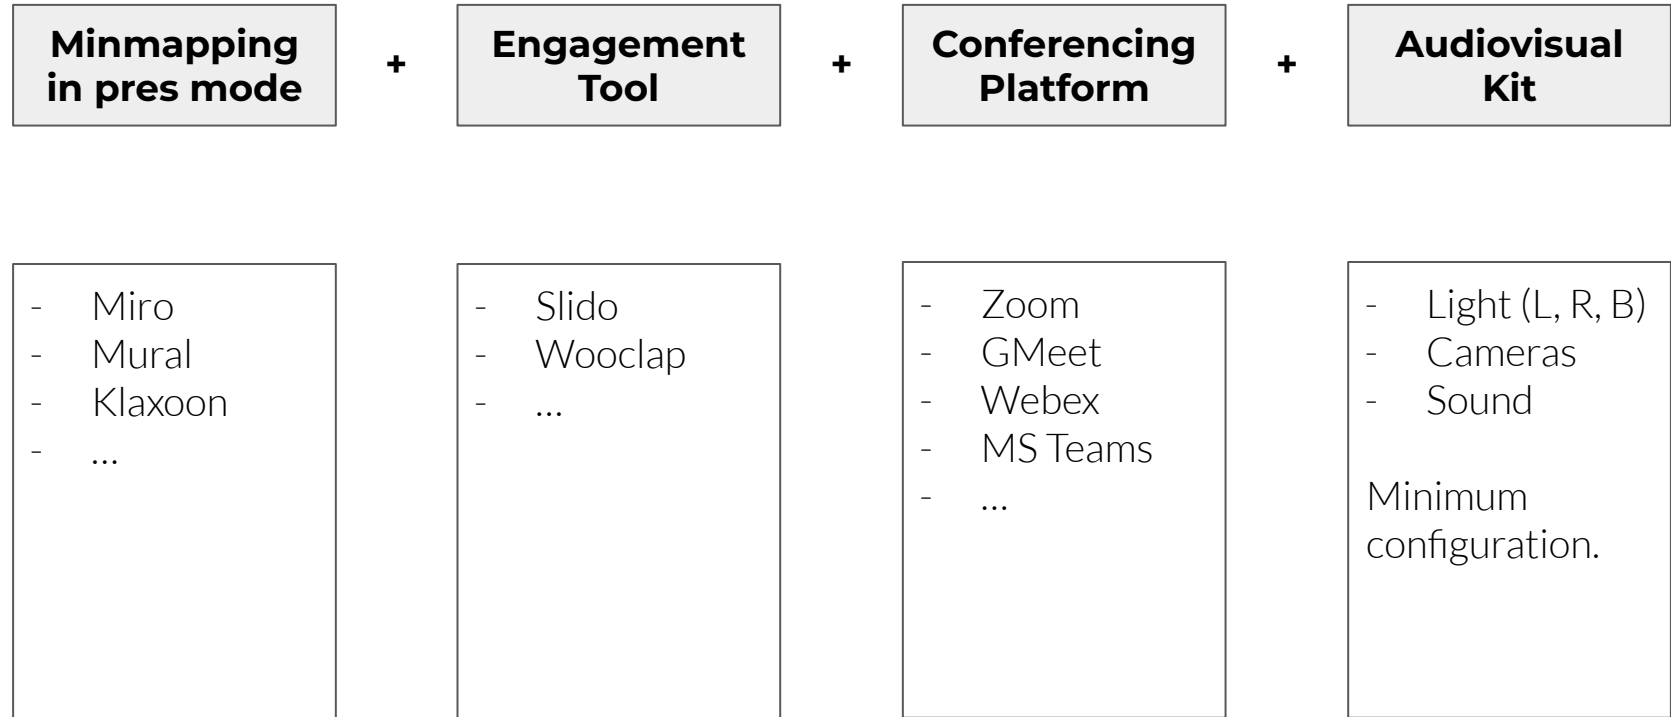 Minmapping
in pres mode
+
Engagement
Tool
+
Conferencing
Platform
+
Audiovisual
Kit
- Miro
- Mural
- Klaxoon
- ...
- Slido
- Wooclap
- ...
- Zoom
- GMeet
- Webex
- MS Teams
- ...
- Light (L, R, B)
- Cameras
- Sound
Minimum
configuration.